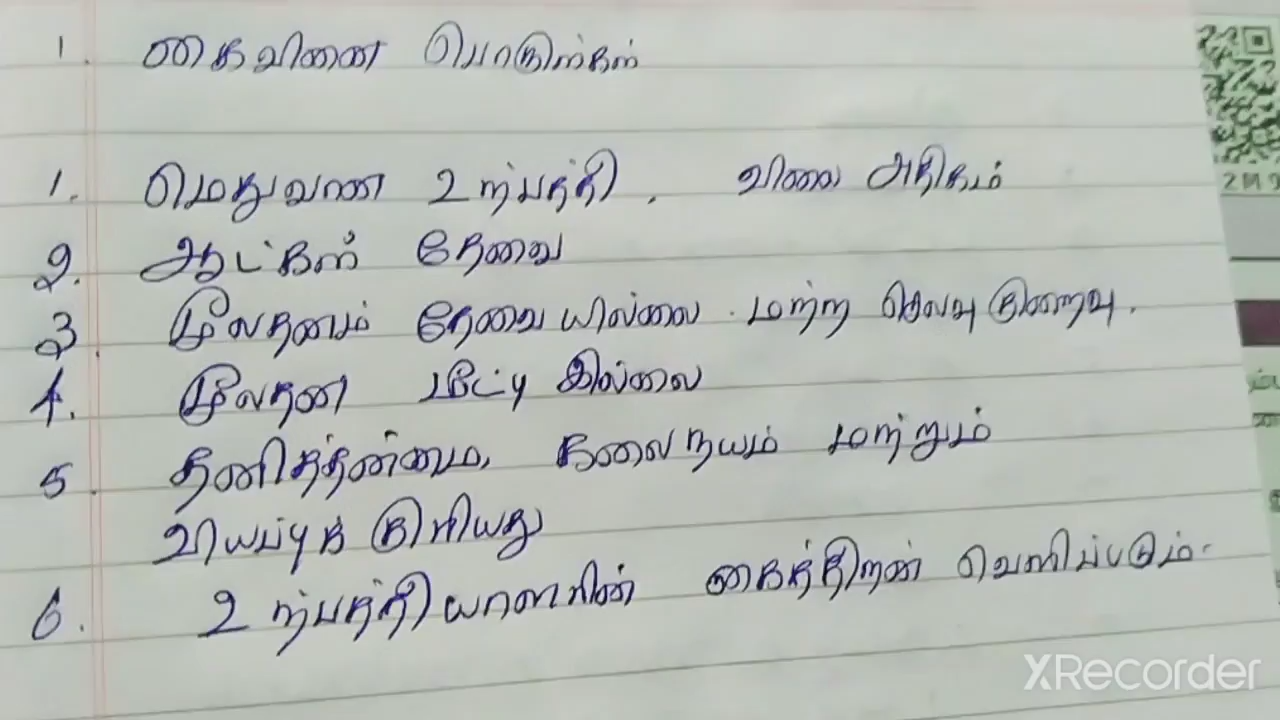 1. கைவினை பொருள்கள்
1. மெதுவான உற்பத்தி. விலை அதிகம்
2. ஆட்கள் தேவை
3. மூலதனம் தேவையில்லை. மற்ற செலவு குறைவு.
4. மூலதன ஈட்டு இல்லை
5. தனித்தன்மை, கலைநயம் மற்றும்
வியப்புக்குரியது
6. உற்பத்தியாளரின் கைத்திறன் வெளிப்படும்.
XRecorder